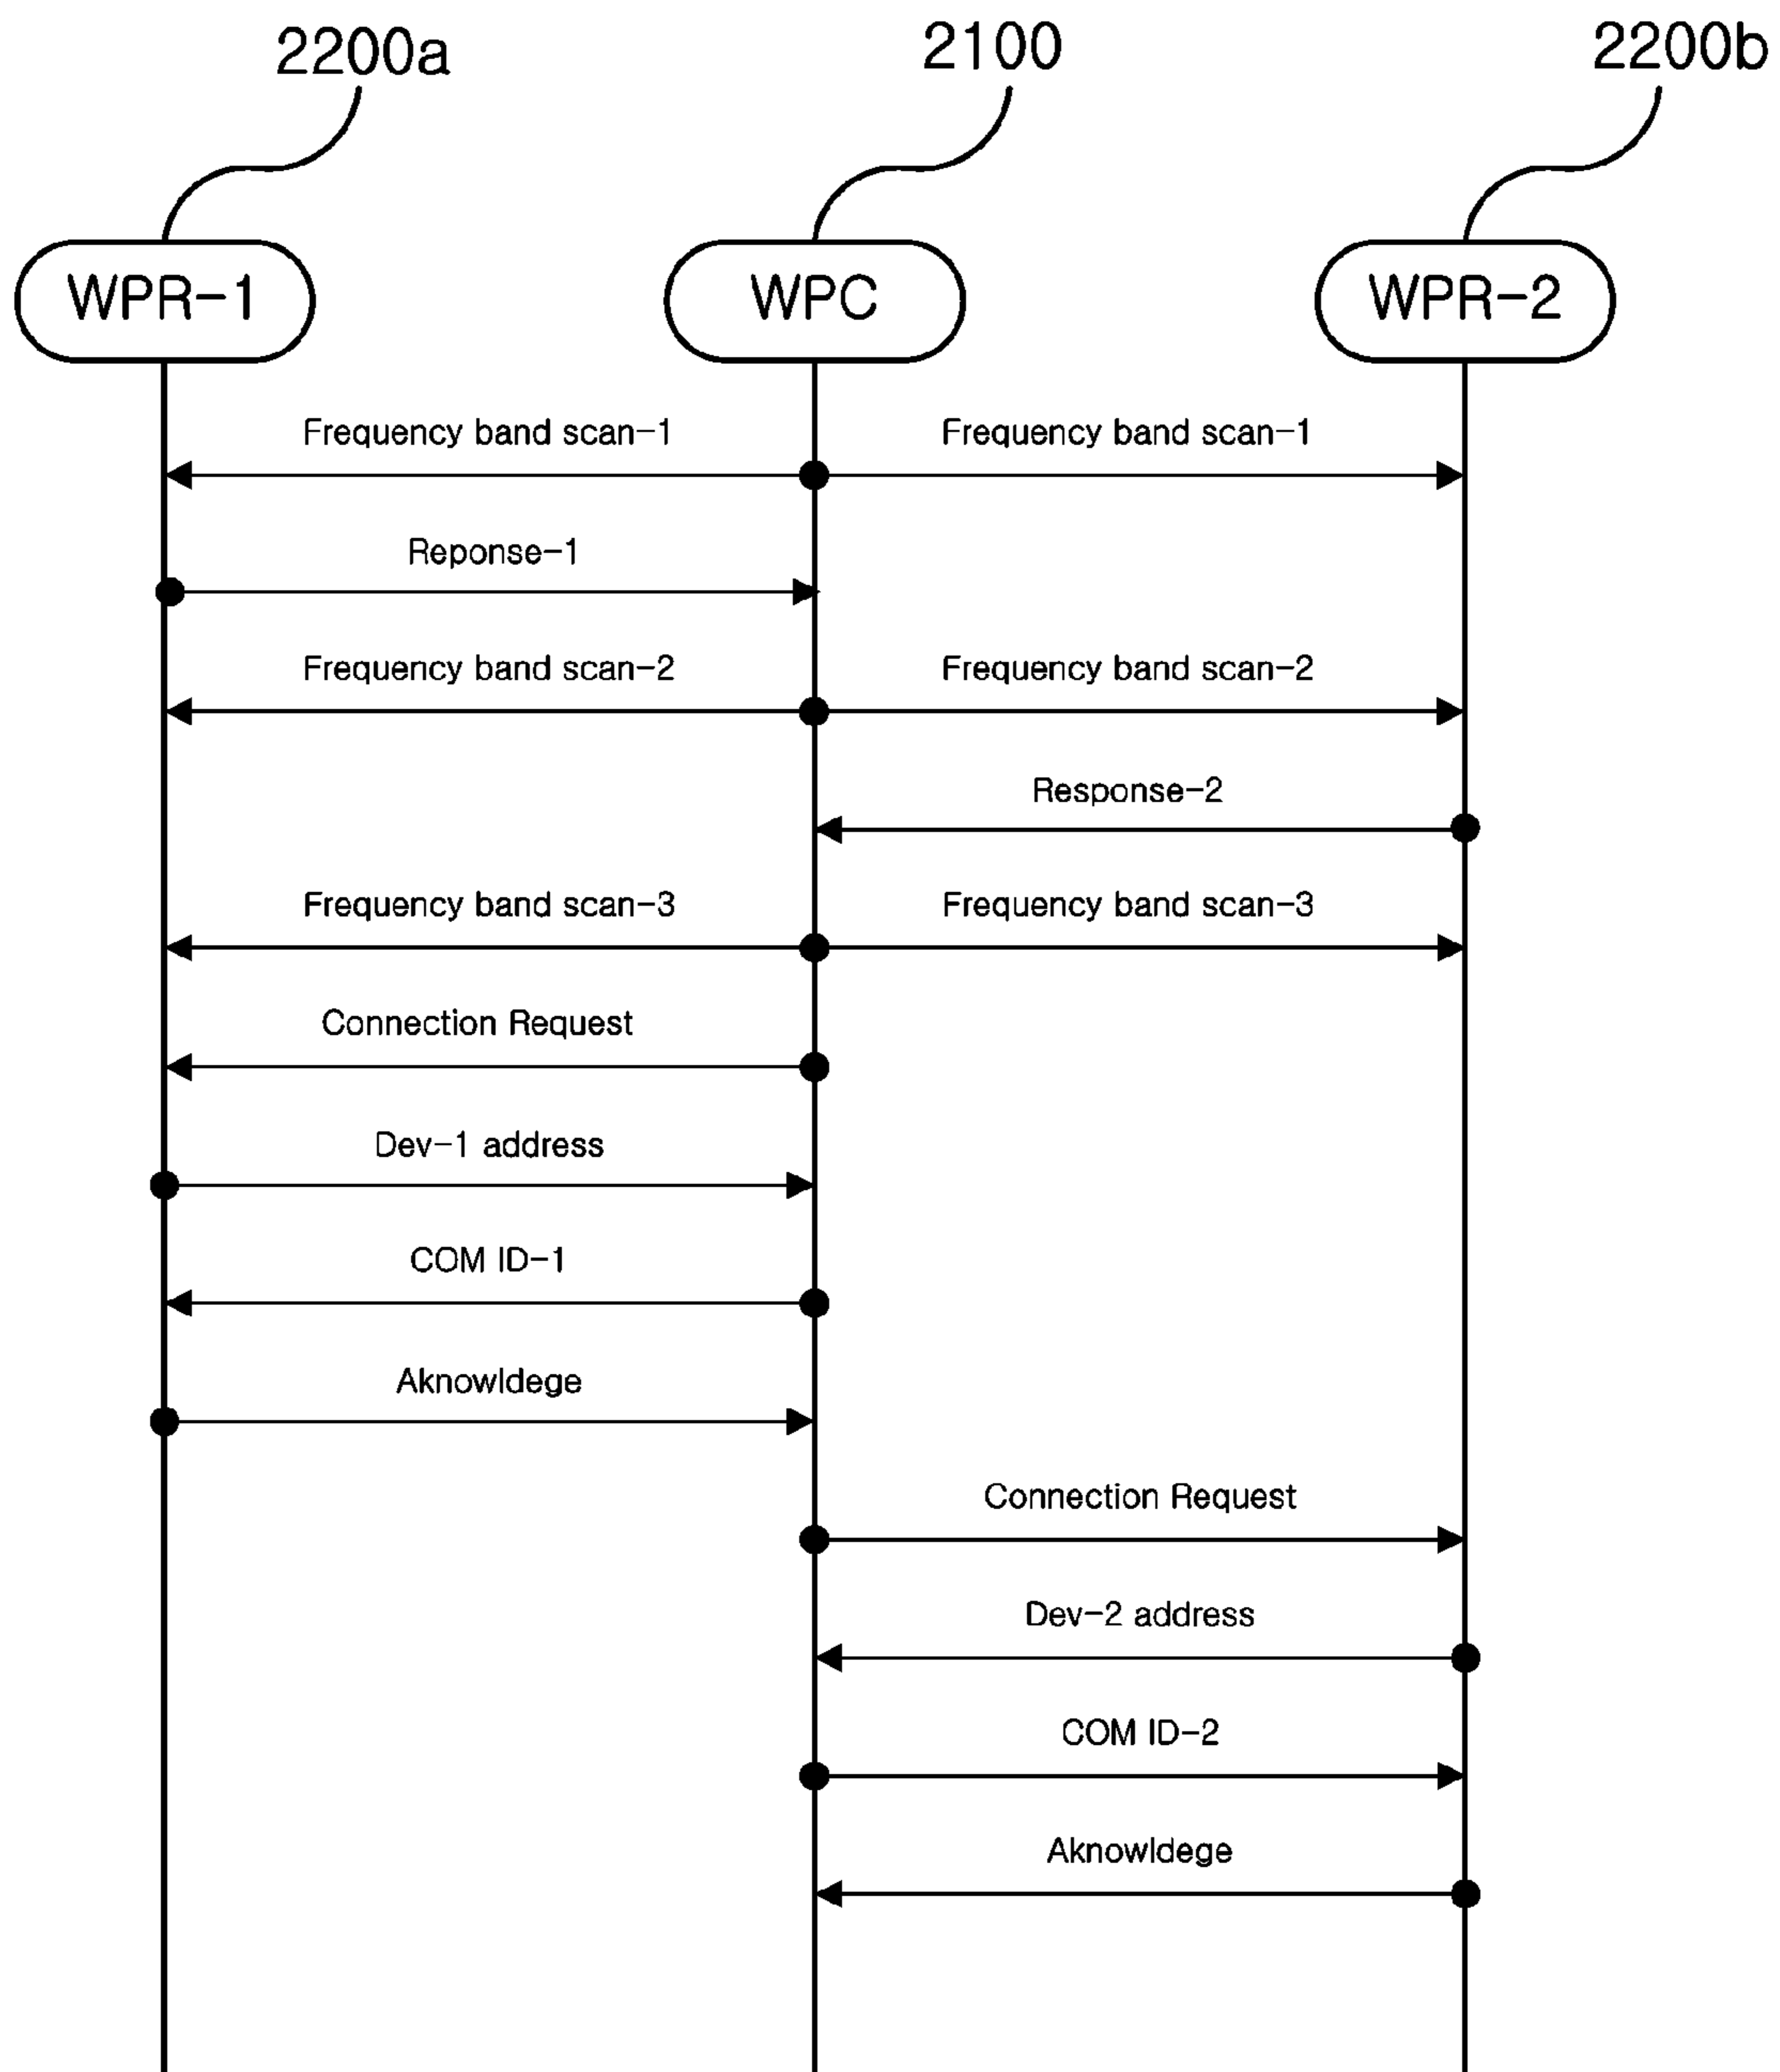 2200a
2100
2200b
WPR-1
WPC
WPR-2
Frequency band scan-1
Frequency band scan-1
Reponse-1
Frequency band scan-2
Frequency band scan-2
Response-2
Frequency band scan-3
Frequency band scan-3
Connection Request
Dev-1 address
COM ID-1
Aknowldege
Connection Request
Dev-2 address
COM ID-2
Aknowldege